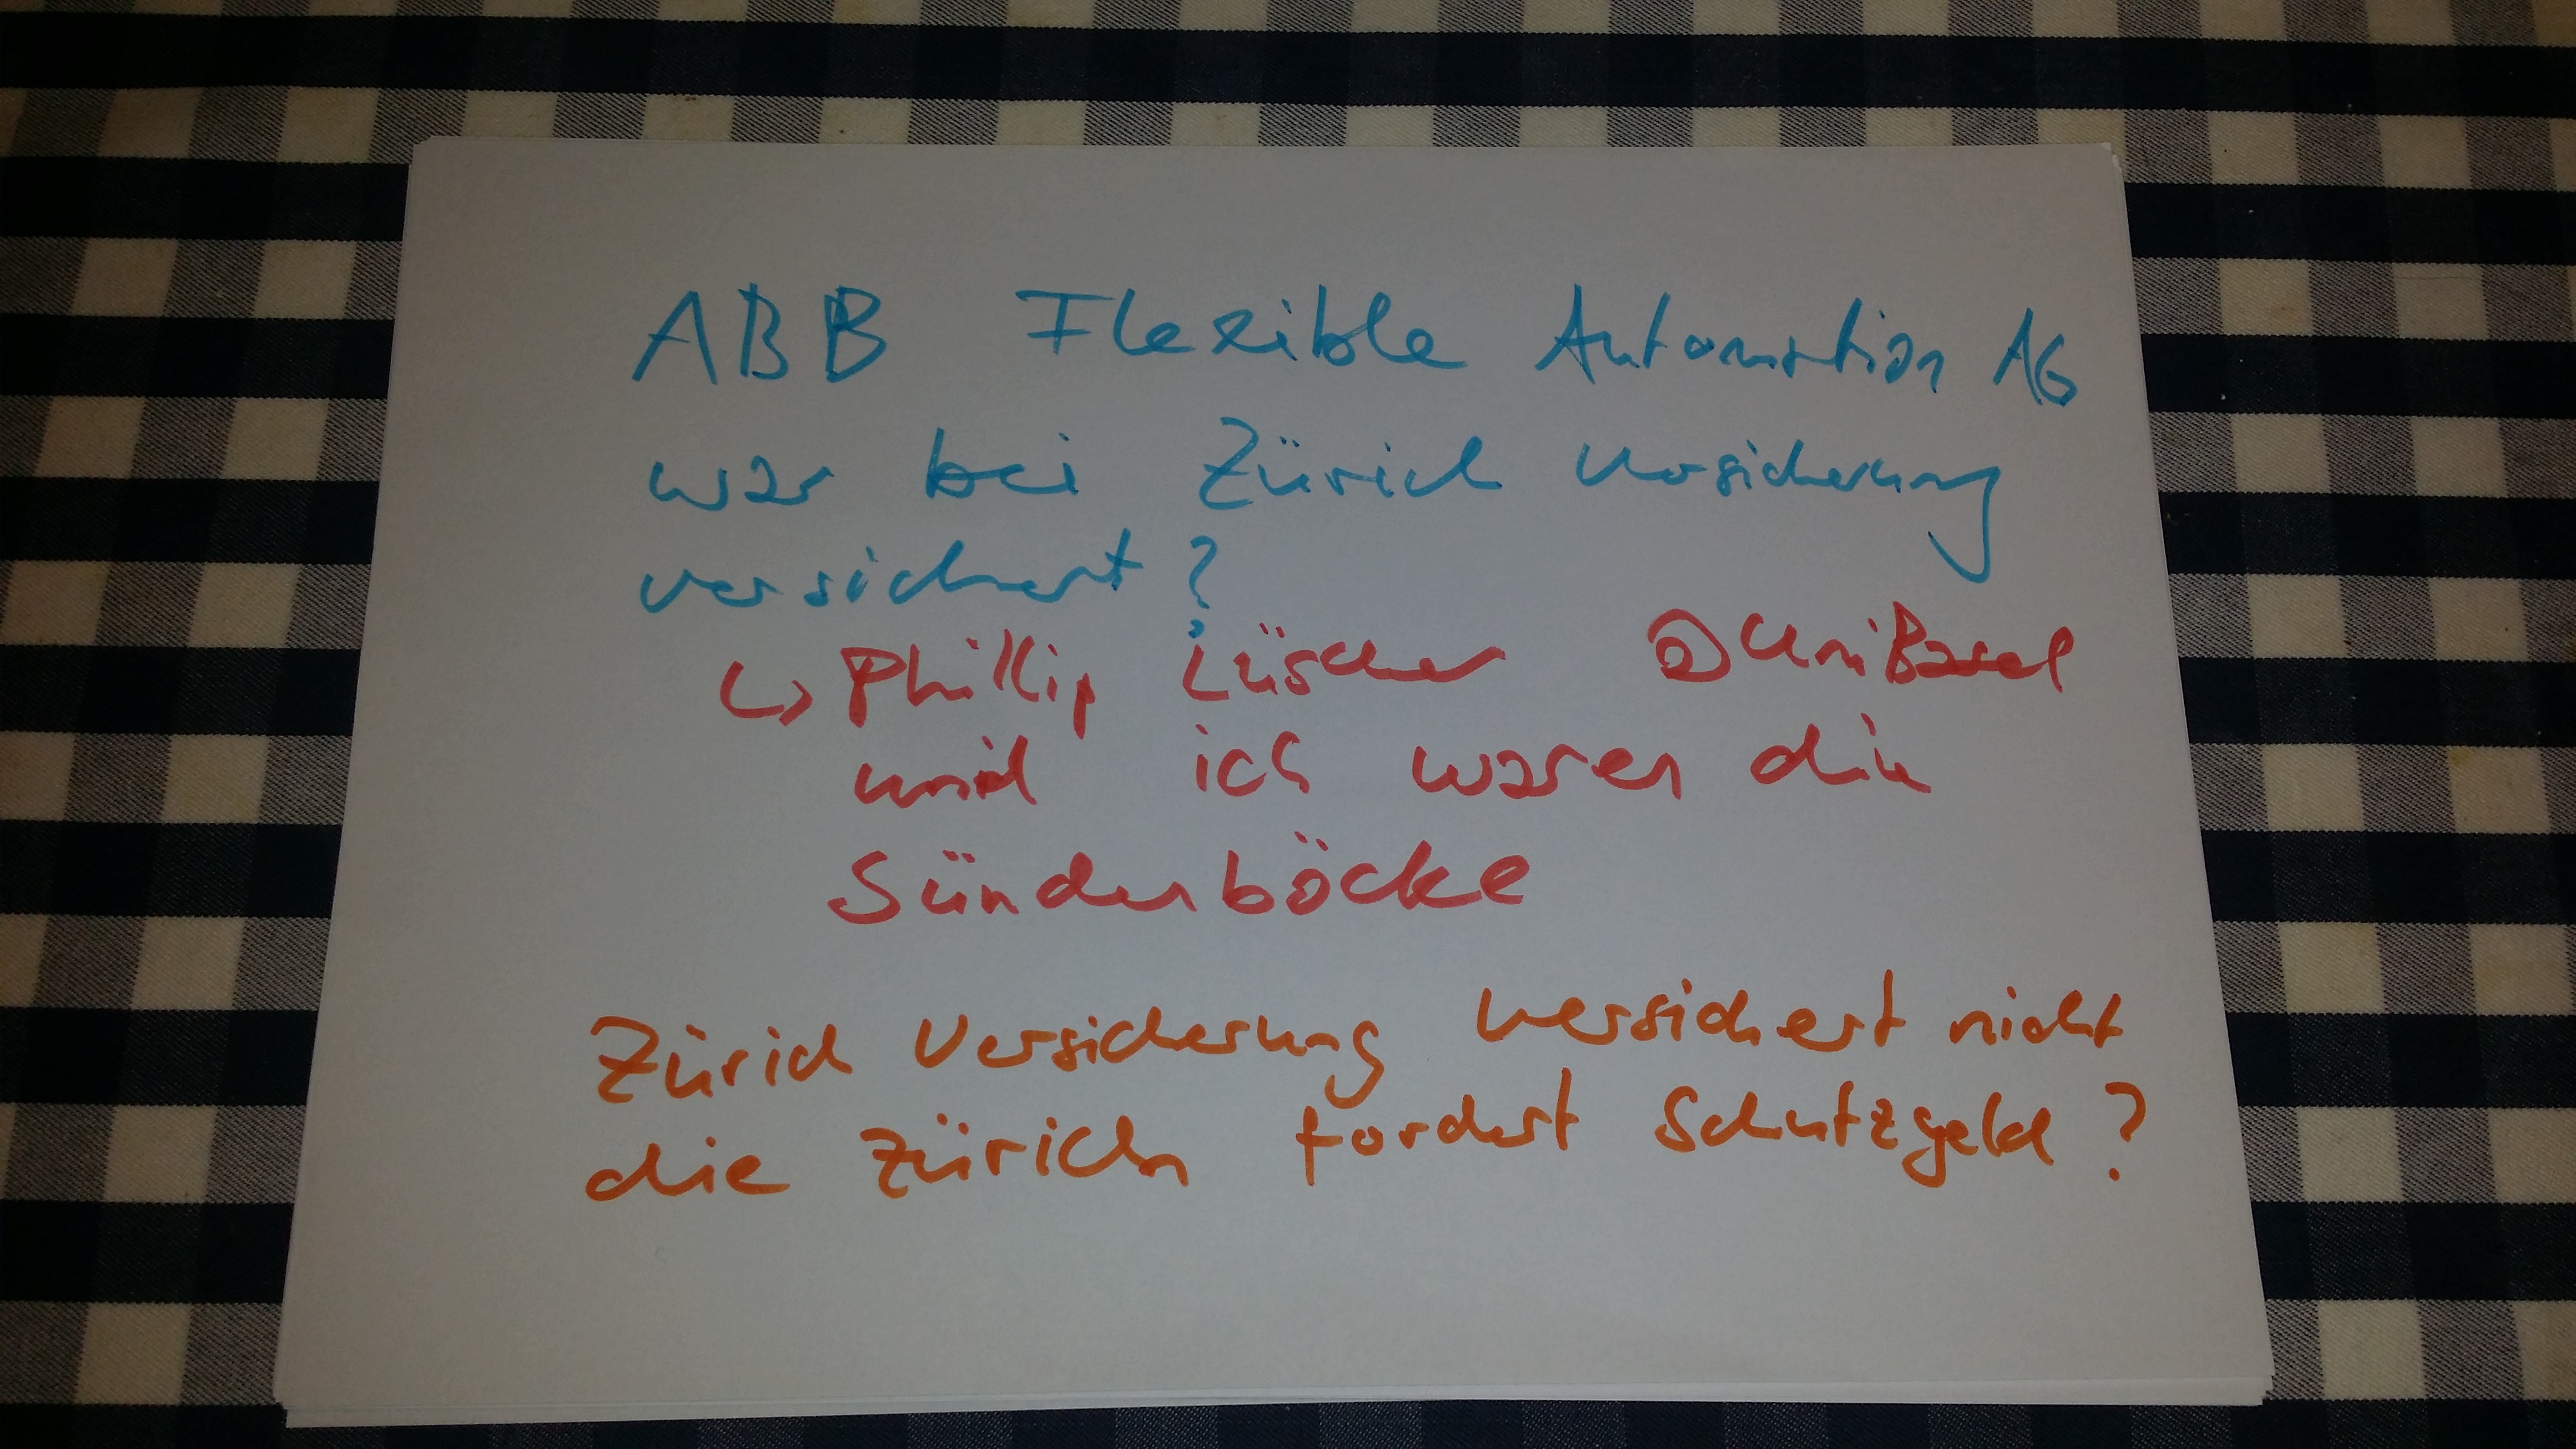 ABB Flexible Automation AG
war bei Zürich Versicherung
versichert?
↳ Phillip Lüscher @UniBasel
und ich waren die
Sündenböcke
Zürich Versicherung versichert nicht
die Zürich fordert Schutzgeld?